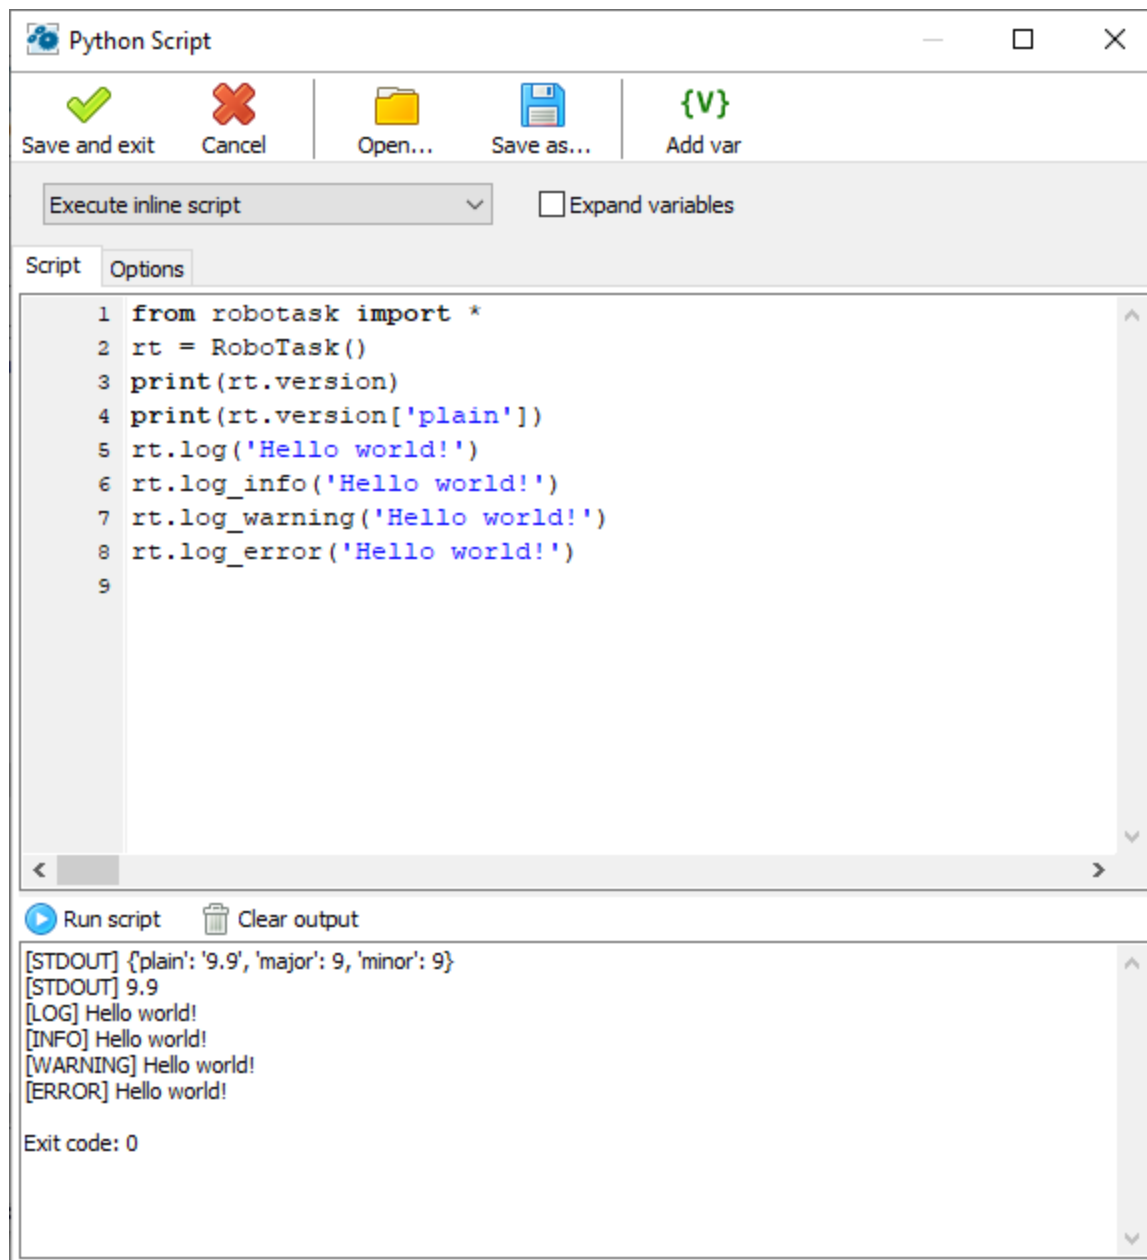 Python Script
Save and exit Cancel Open... Save as... {V} Add var
Execute inline script Expand variables
Script Options
1 from robotask import *
2 rt = RoboTask()
3 print(rt.version)
4 print(rt.version['plain'])
5 rt.log('Hello world!')
6 rt.log_info('Hello world!')
7 rt.log_warning('Hello world!')
8 rt.log_error('Hello world!')
9
Run script Clear output
[STDOUT] {'plain': '9.9', 'major': 9, 'minor': 9}
[STDOUT] 9.9
[LOG] Hello world!
[INFO] Hello world!
[WARNING] Hello world!
[ERROR] Hello world!
Exit code: 0